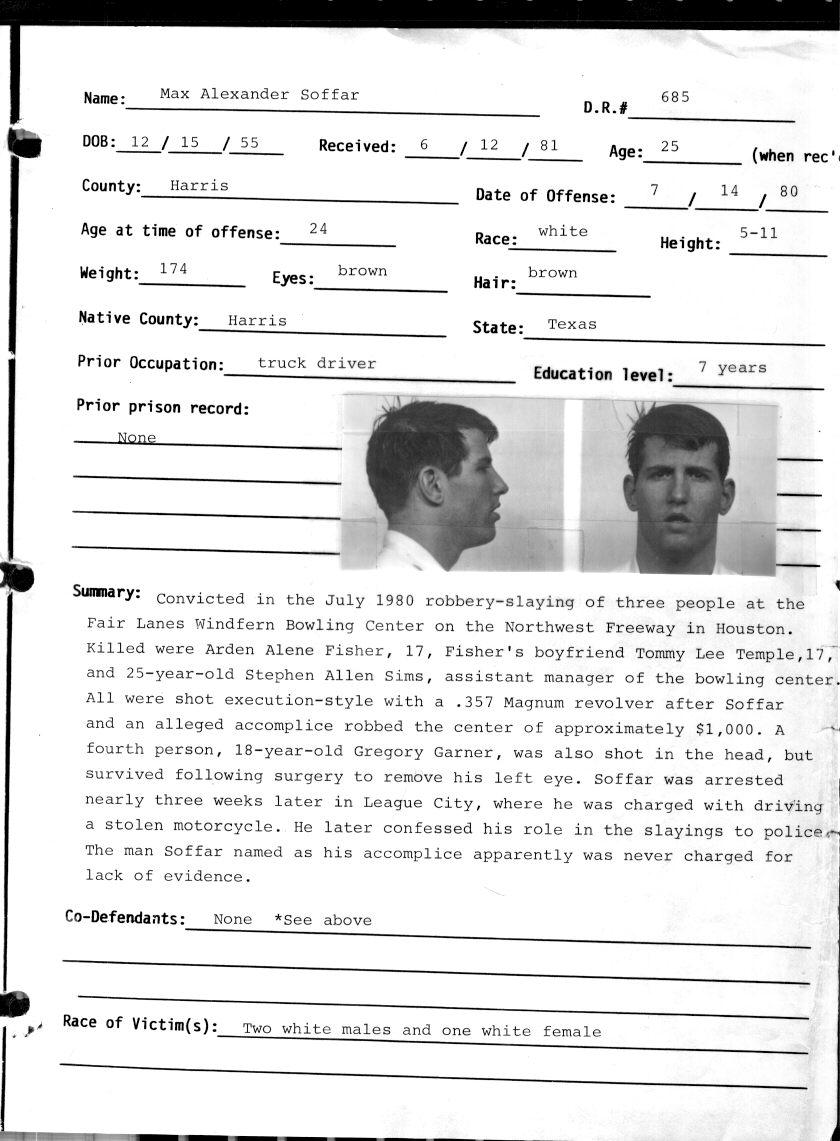 Name: Max Alexander Soffar D.R.# 685
DOB: 12 / 15 / 55 Received: 6 / 12 / 81 Age: 25 (when rec'
County: Harris Date of Offense: 7 / 14 / 80
Age at time of offense: 24 Race: white Height: 5-11
Weight: 174 Eyes: brown Hair: brown
Native County: Harris State: Texas
Prior Occupation: truck driver Education level: 7 years
Prior prison record:
None
Summary: Convicted in the July 1980 robbery-slaying of three people at the
Fair Lanes Windfern Bowling Center on the Northwest Freeway in Houston.
Killed were Arden Alene Fisher, 17, Fisher's boyfriend Tommy Lee Temple,17,
and 25-year-old Stephen Allen Sims, assistant manager of the bowling center.
All were shot execution-style with a .357 Magnum revolver after Soffar
and an alleged accomplice robbed the center of approximately $1,000. A
fourth person, 18-year-old Gregory Garner, was also shot in the head, but
survived following surgery to remove his left eye. Soffar was arrested
nearly three weeks later in League City, where he was charged with driving
a stolen motorcycle. He later confessed his role in the slayings to police.
The man Soffar named as his accomplice apparently was never charged for
lack of evidence.
Co-Defendants: None *See above
Race of Victim(s): Two white males and one white female